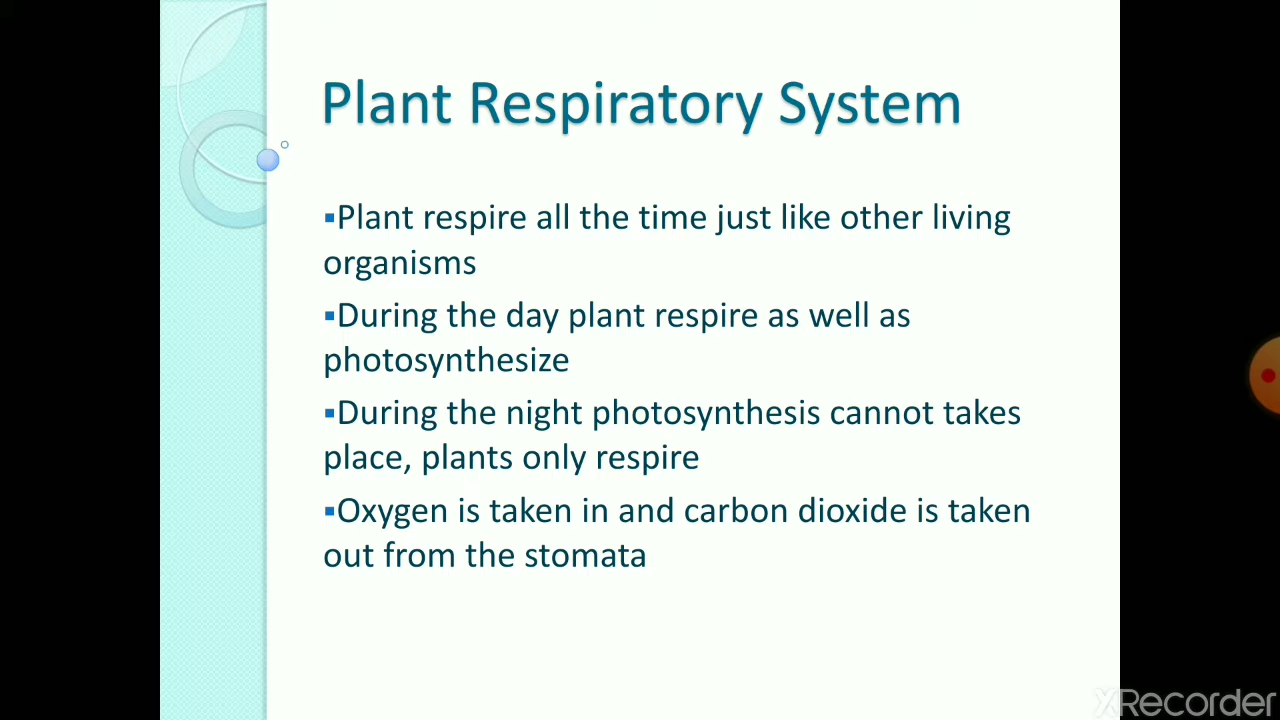 Plant Respiratory System
▪Plant respire all the time just like other living
organisms
▪During the day plant respire as well as
photosynthesize
▪During the night photosynthesis cannot takes
place, plants only respire
▪Oxygen is taken in and carbon dioxide is taken
out from the stomata
XRecorder